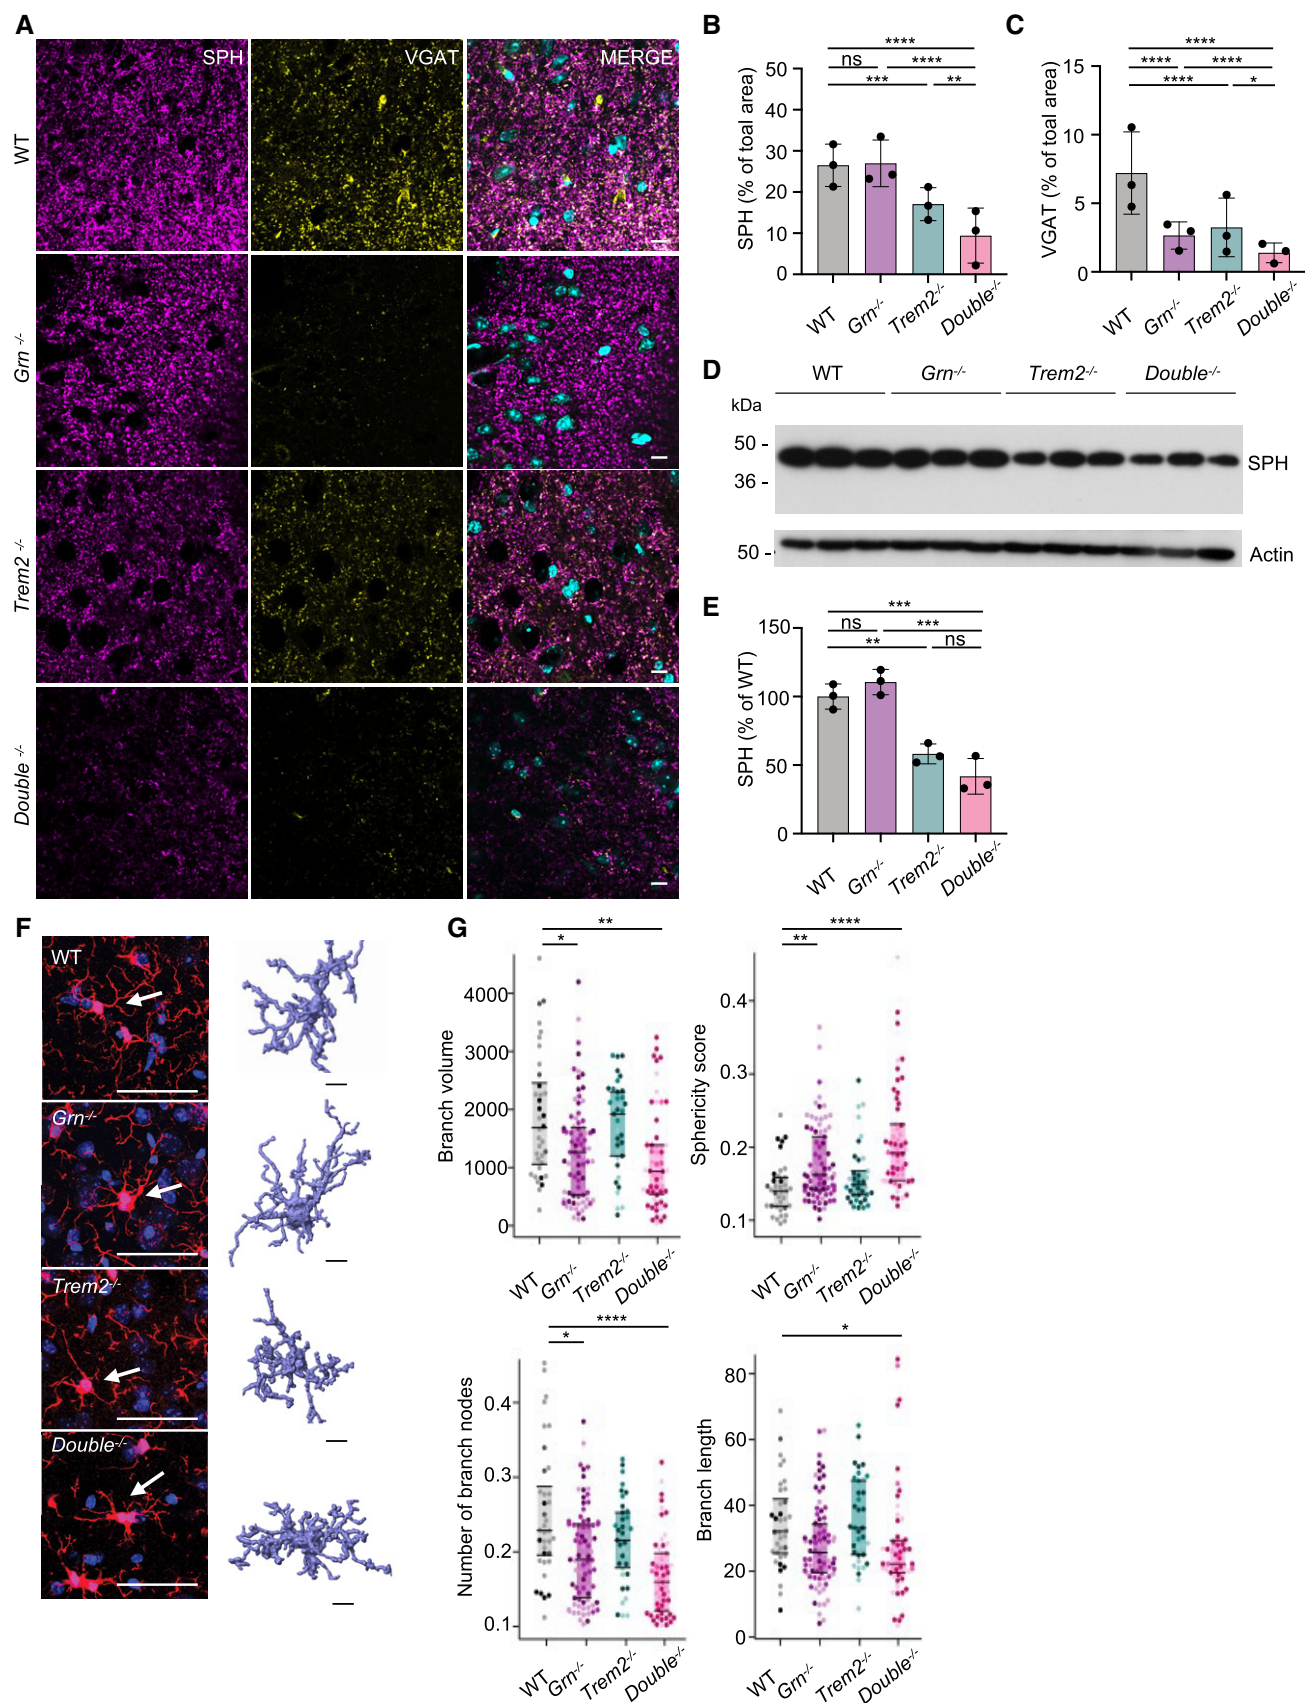 A
SPH
VGAT
MERGE
WT
Grn -/-
Trem2 -/-
Double -/-
B
****
ns
****
***
**
SPH (% of toal area)
50
40
30
20
10
0
WT
Grn-/-
Trem2-/-
Double-/-
C
****
****
****
****
*
VGAT (% of toal area)
15
10
5
0
WT
Grn-/-
Trem2-/-
Double-/-
D
WT
Grn-/-
Trem2-/-
Double-/-
kDa
50 -
36 -
SPH
50 -
Actin
E
***
ns
***
**
ns
SPH (% of WT)
150
100
50
0
WT
Grn-/-
Trem2-/-
Double-/-
F
WT
Grn-/-
Trem2-/-
Double-/-
G
**
*
Branch volume
4000
3000
2000
1000
0
WT
Grn-/-
Trem2-/-
Double-/-
****
**
Sphericity score
0.4
0.3
0.2
0.1
WT
Grn-/-
Trem2-/-
Double-/-
****
*
Number of branch nodes
0.4
0.3
0.2
0.1
WT
Grn-/-
Trem2-/-
Double-/-
*
Branch length
80
60
40
20
0
WT
Grn-/-
Trem2-/-
Double-/-